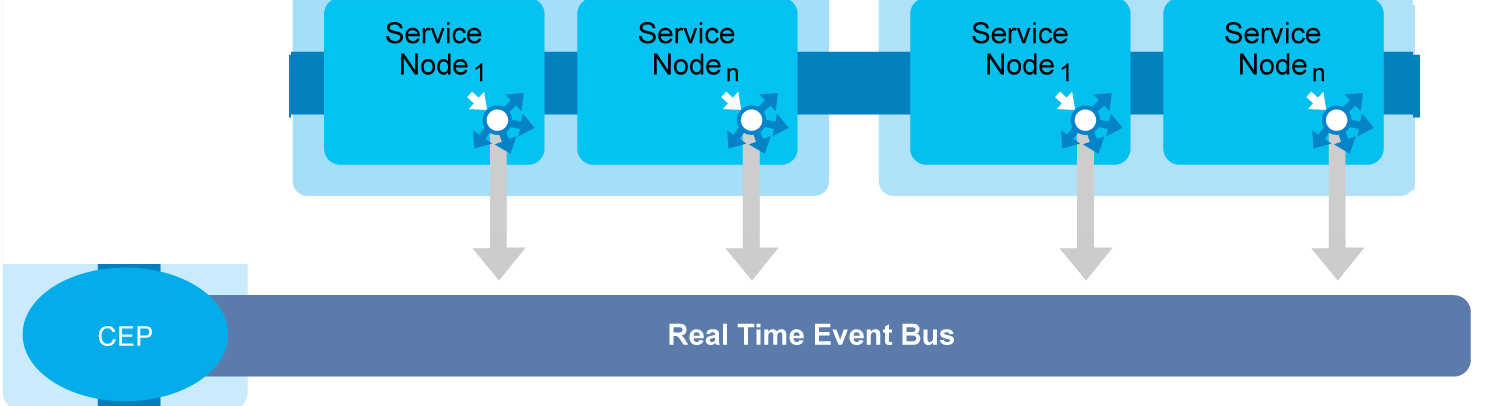 Service
Node 1
Service
Node n
Service
Node 1
Service
Node n
CEP
Real Time Event Bus